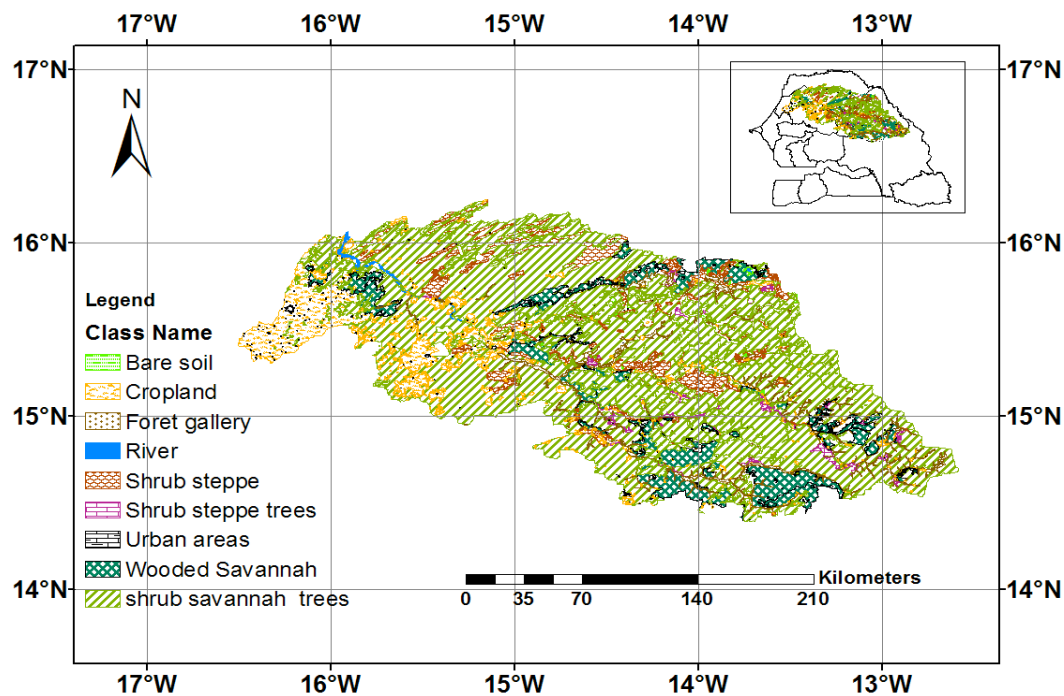 17°W 16°W 15°W 14°W 13°W
17°N 17°N
N
16°N 16°N
Legend
Class Name
Bare soil
Cropland
15°N 15°N
Foret gallery
River
Shrub steppe
Shrub steppe trees
Urban areas
Wooded Savannah
Kilometers
14°N 14°N
shrub savannah trees
0 35 70 140 210
17°W 16°W 15°W 14°W 13°W